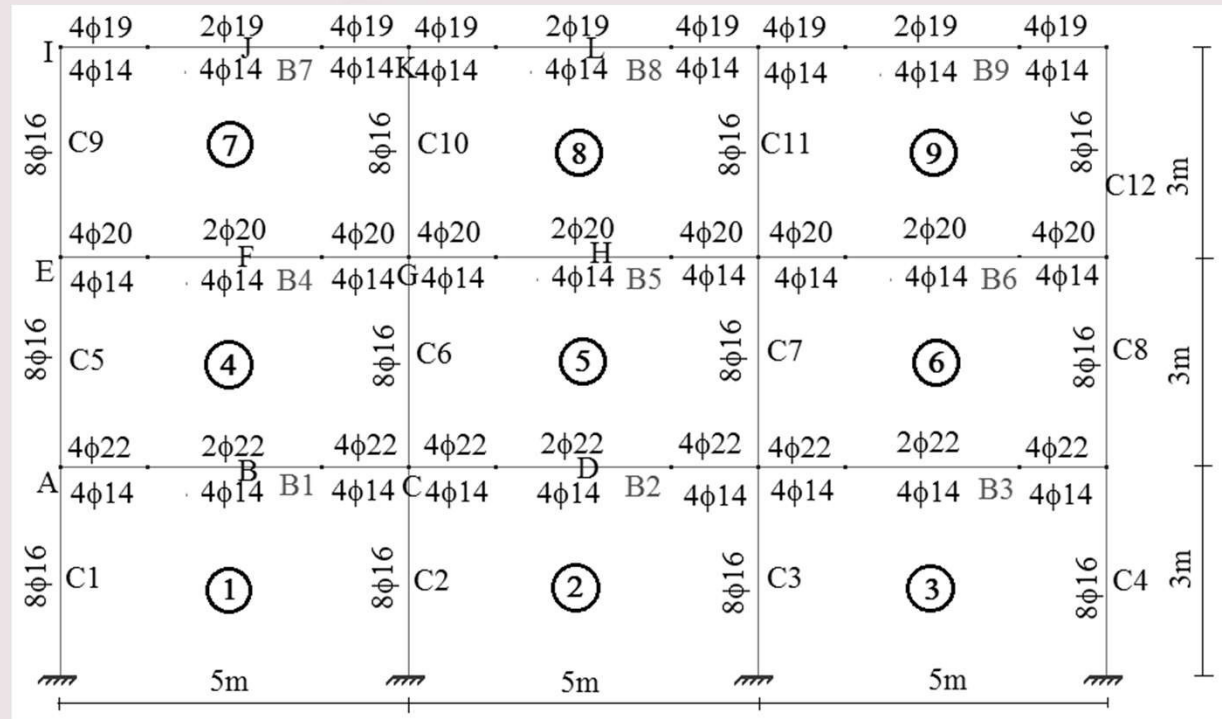 4ϕ19 2ϕ19 4ϕ19 4ϕ19 2ϕ19 4ϕ19 4ϕ19 2ϕ19 4ϕ19
I J L
4ϕ14 4ϕ14 B7 4ϕ14 K 4ϕ14 4ϕ14 B8 4ϕ14 4ϕ14 4ϕ14 B9 4ϕ14
8ϕ16 C9 7 8ϕ16 C10 8 8ϕ16 C11 9 8ϕ16
C12 3m
4ϕ20 2ϕ20 4ϕ20 4ϕ20 2ϕ20 4ϕ20 4ϕ20 2ϕ20 4ϕ20
E F H
4ϕ14 4ϕ14 B4 4ϕ14 G 4ϕ14 4ϕ14 B5 4ϕ14 4ϕ14 4ϕ14 B6 4ϕ14
8ϕ16 C5 4 8ϕ16 C6 5 8ϕ16 C7 6 8ϕ16 C8 3m
4ϕ22 2ϕ22 4ϕ22 4ϕ22 2ϕ22 4ϕ22 4ϕ22 2ϕ22 4ϕ22
A B D
4ϕ14 4ϕ14 B1 4ϕ14 C 4ϕ14 4ϕ14 B2 4ϕ14 4ϕ14 4ϕ14 B3 4ϕ14
8ϕ16 C1 1 8ϕ16 C2 2 8ϕ16 C3 3 8ϕ16 C4 3m
5m 5m 5m